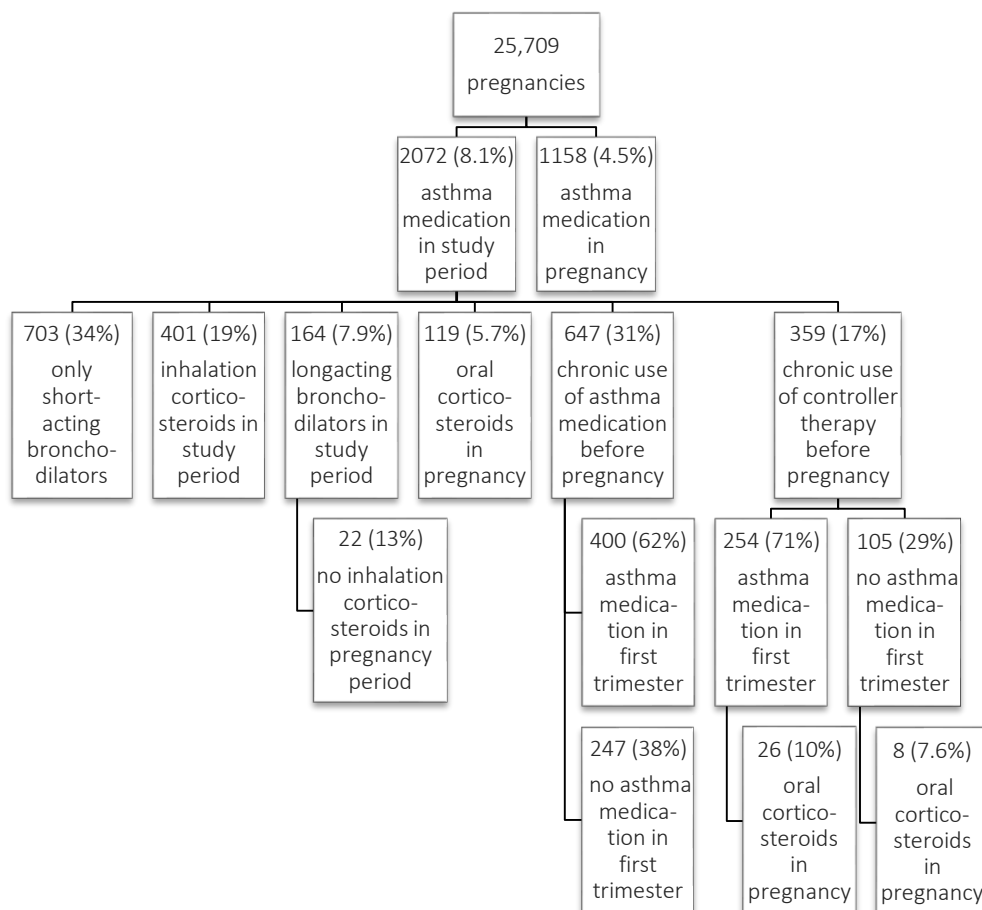 25,709
pregnancies
2072 (8.1%)
asthma
medication
in study
period
1158 (4.5%)
asthma
medication
in
pregnancy
703 (34%)
only
short-
acting
broncho-
dilators
401 (19%)
inhalation
cortico-
steroids in
study
period
164 (7.9%)
longacting
broncho-
dilators in
study
period
119 (5.7%)
oral
cortico-
steroids
in
pregnancy
647 (31%)
chronic use
of asthma
medication
before
pregnancy
359 (17%)
chronic use
of controller
therapy
before
pregnancy
22 (13%)
no inhalation
cortico-
steroids in
pregnancy
period
400 (62%)
asthma
medica-
tion in
first
trimester
254 (71%)
asthma
medica-
tion in
first
trimester
105 (29%)
no asthma
medica-
tion in
first
trimester
247 (38%)
no asthma
medica-
tion in
first
trimester
26 (10%)
oral
cortico-
steroids
in
pregnancy
8 (7.6%)
oral
cortico-
steroids
in
pregnancy